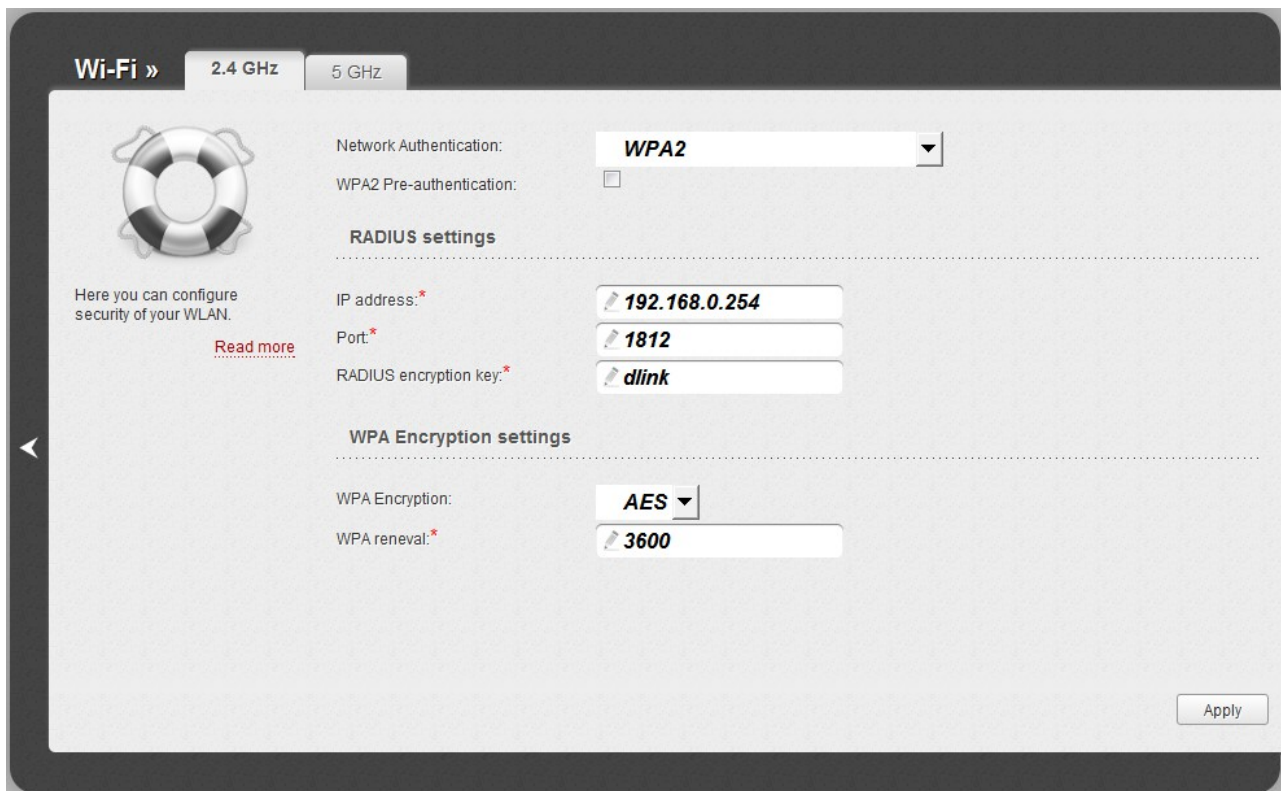 Wi-Fi » 2.4 GHz 5 GHz
Network Authentication: WPA2
WPA2 Pre-authentication:
RADIUS settings
Here you can configure
security of your WLAN.
Read more
IP address:* 192.168.0.254
Port:* 1812
RADIUS encryption key:* dlink
WPA Encryption settings
WPA Encryption: AES
WPA reneval:* 3600
Apply